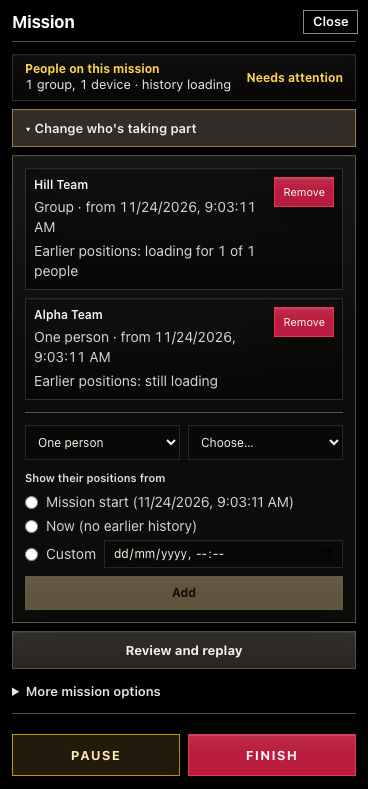 Mission
Close
People on this mission
1 group, 1 device · history loading
Needs attention
▾ Change who's taking part
Hill Team
Group · from 11/24/2026, 9:03:11
AM
Earlier positions: loading for 1 of 1
people
Remove
Alpha Team
One person · from 11/24/2026,
9:03:11 AM
Earlier positions: still loading
Remove
One person
Choose...
Show their positions from
Mission start (11/24/2026, 9:03:11 AM)
Now (no earlier history)
Custom
dd/mm/yyyy, --:--
Add
Review and replay
▶ More mission options
PAUSE
FINISH